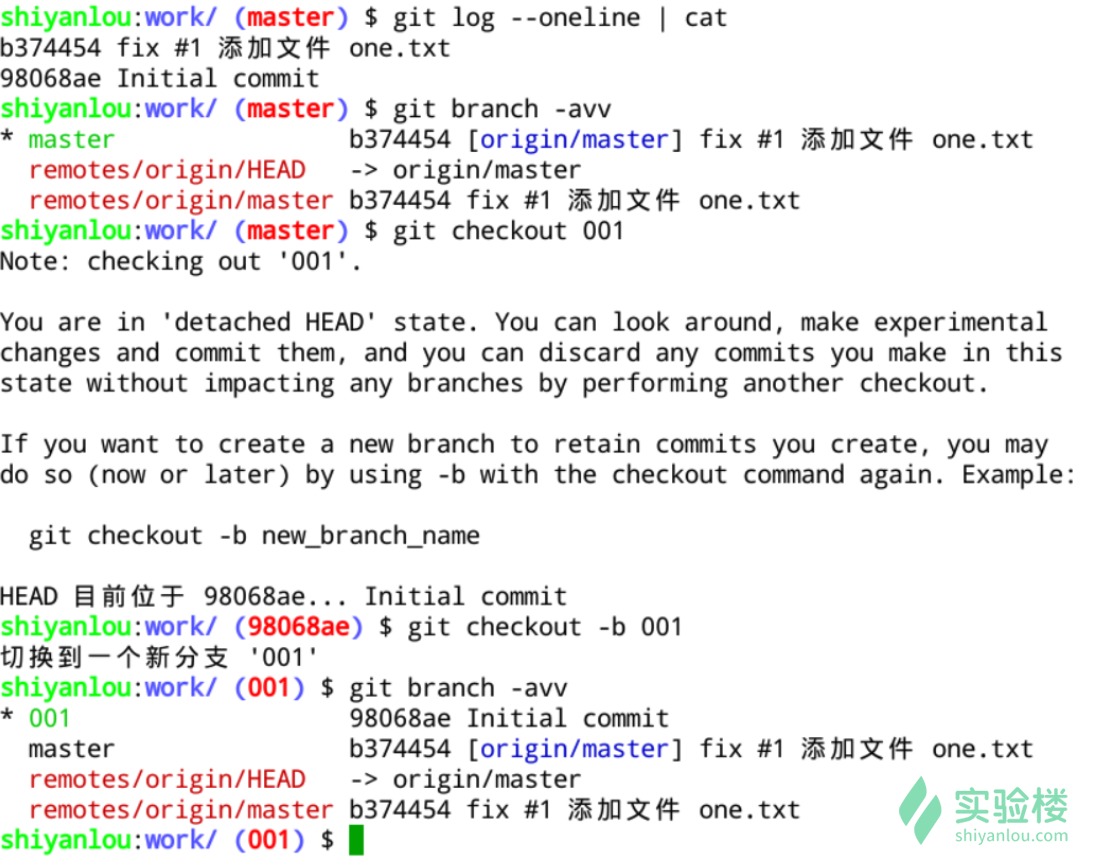 shiyanlou:work/ (master) $ git log --oneline | cat
b374454 fix #1 添加文件 one.txt
98068ae Initial commit
shiyanlou:work/ (master) $ git branch -avv
* master                b374454 [origin/master] fix #1 添加文件 one.txt
  remotes/origin/HEAD   -> origin/master
  remotes/origin/master b374454 fix #1 添加文件 one.txt
shiyanlou:work/ (master) $ git checkout 001
Note: checking out '001'.

You are in 'detached HEAD' state. You can look around, make experimental
changes and commit them, and you can discard any commits you make in this
state without impacting any branches by performing another checkout.

If you want to create a new branch to retain commits you create, you may
do so (now or later) by using -b with the checkout command again. Example:

  git checkout -b new_branch_name

HEAD 目前位于 98068ae... Initial commit
shiyanlou:work/ (98068ae) $ git checkout -b 001
切换到一个新分支 '001'
shiyanlou:work/ (001) $ git branch -avv
* 001                   98068ae Initial commit
  master                b374454 [origin/master] fix #1 添加文件 one.txt
  remotes/origin/HEAD   -> origin/master
  remotes/origin/master b374454 fix #1 添加文件 one.txt
shiyanlou:work/ (001) $
实验楼
shiyanlou.com